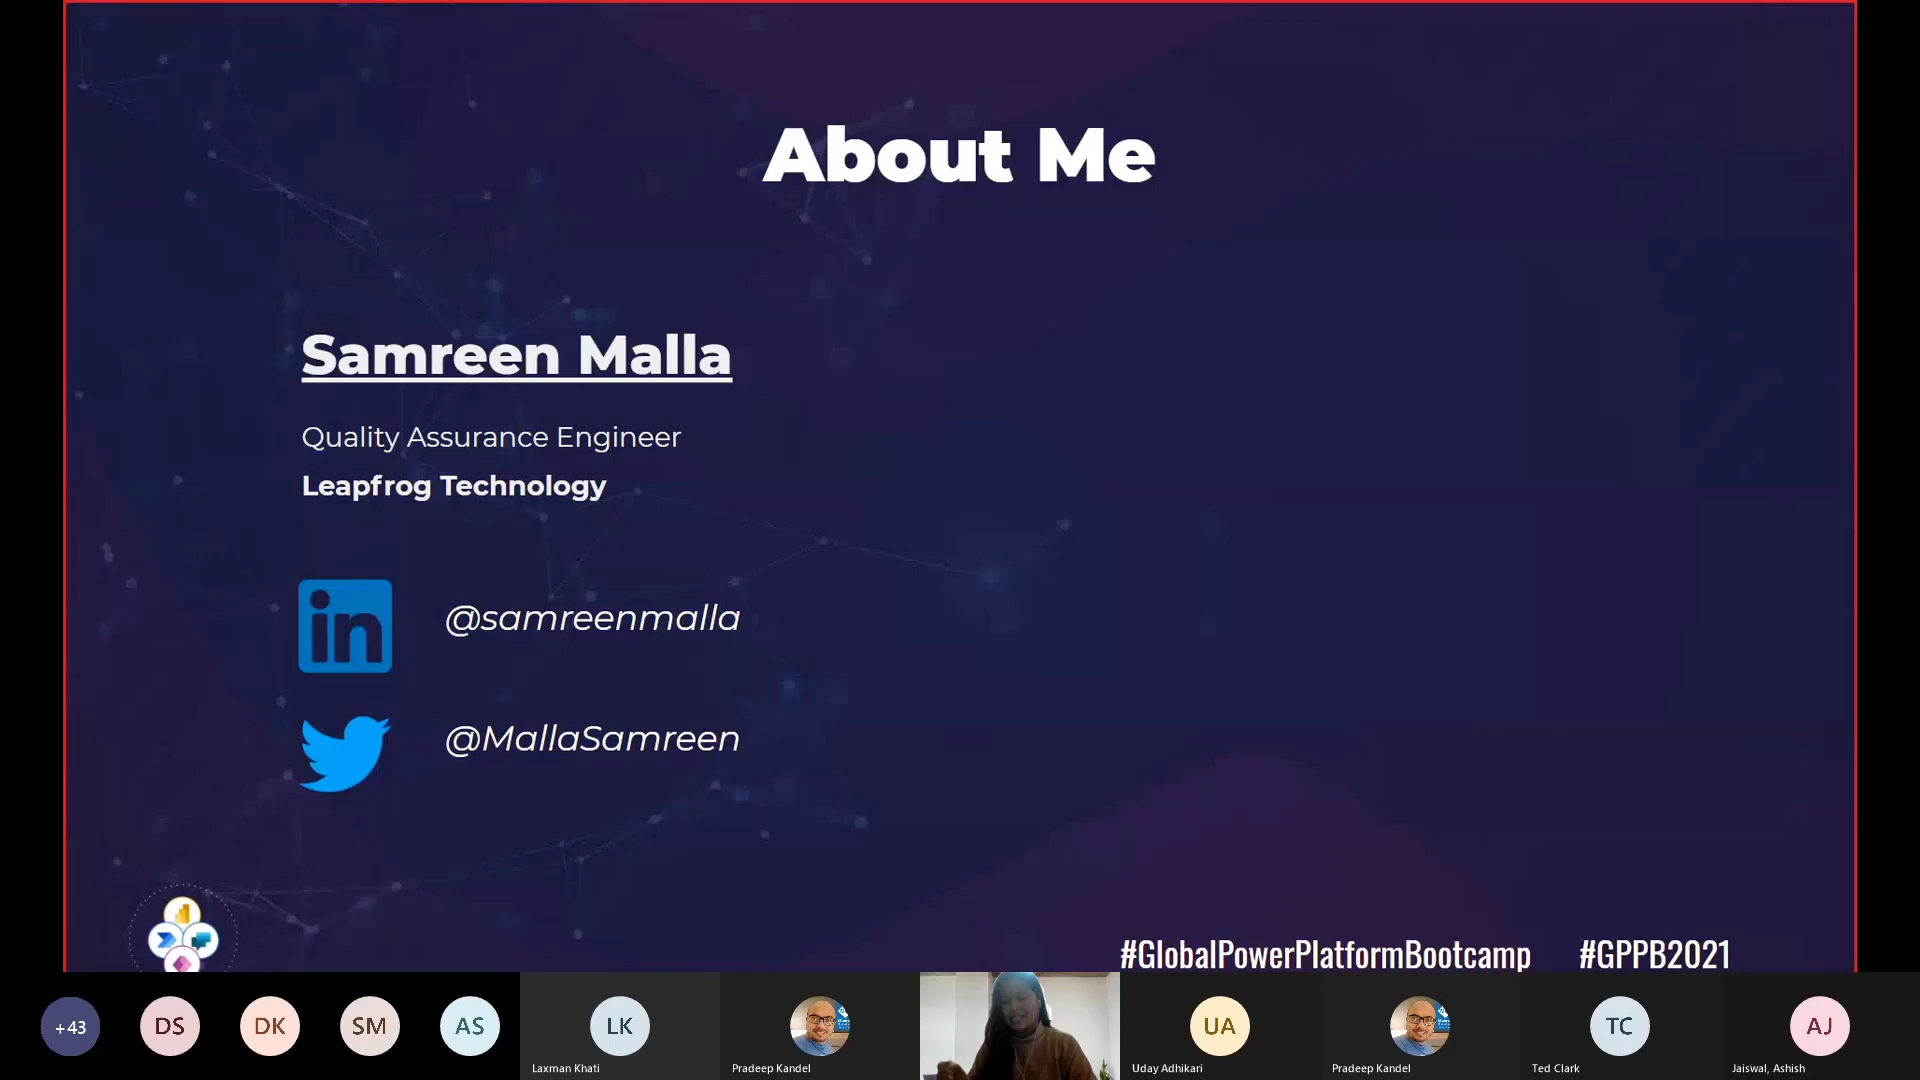 About Me
Samreen Malla
Quality Assurance Engineer
Leapfrog Technology
in
@samreenmalla
@MallaSamreen
#GlobalPowerPlatformBootcamp #GPPB2021
+43 DS DK SM AS LK UA TC AJ
Laxman Khati Pradeep Kandel Uday Adhikari Pradeep Kandel Ted Clark Jaiswal, Ashish